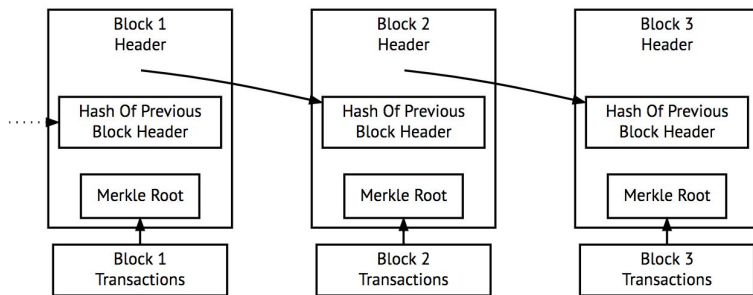 Block 1
Header
Hash Of Previous
Block Header
Merkle Root
Block 1
Transactions
Block 2
Header
Hash Of Previous
Block Header
Merkle Root
Block 2
Transactions
Block 3
Header
Hash Of Previous
Block Header
Merkle Root
Block 3
Transactions